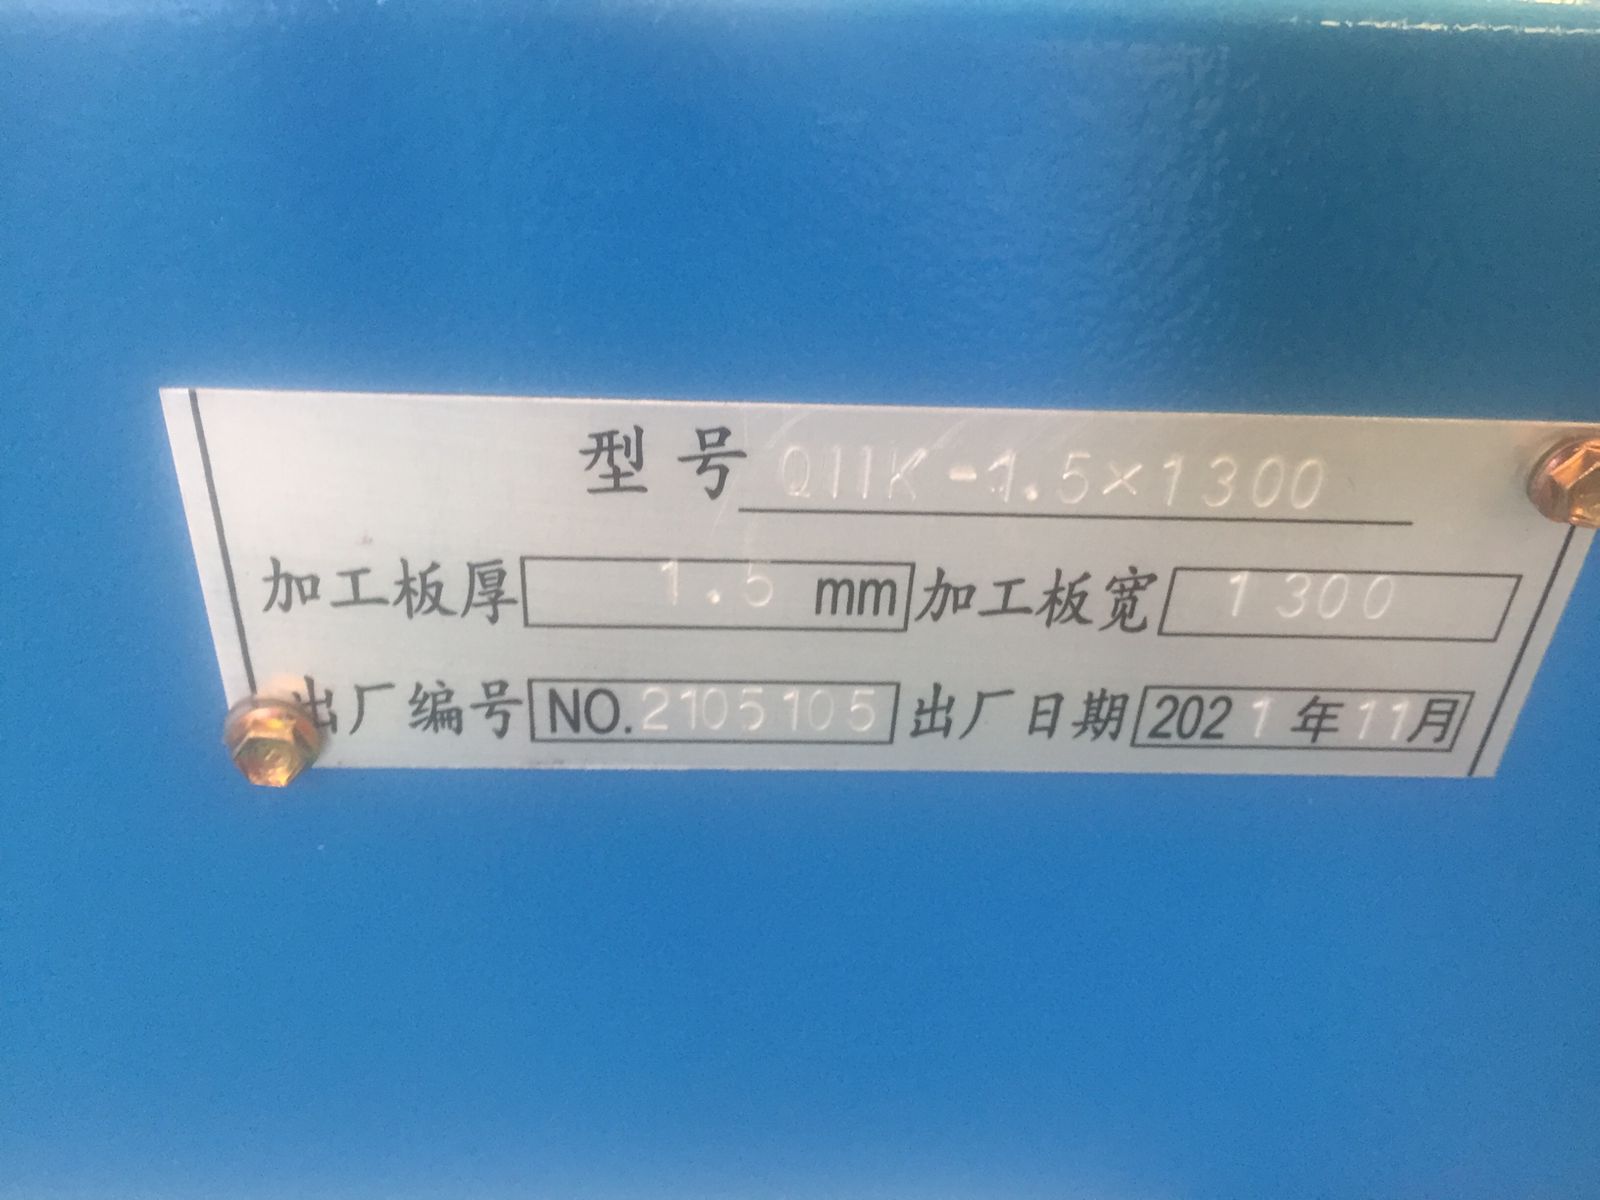 型号 Q11K-1.5×1300
加工板厚 1.5 mm 加工板宽 1300
出厂编号 NO.2105105 出厂日期 2021年11月